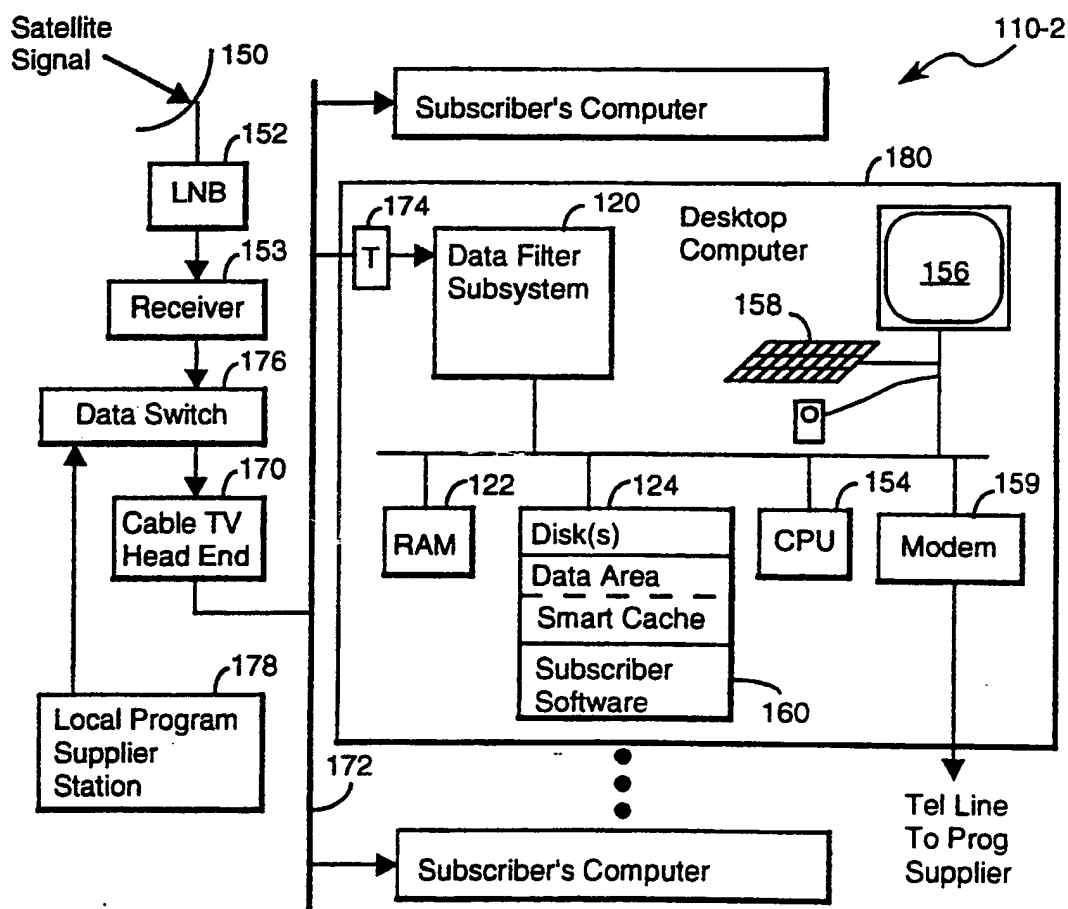 Satellite
Signal
150
110-2
Subscriber's Computer
152
LNB
180
174
T
120
Data Filter
Subsystem
Desktop
Computer
156
153
Receiver
158
176
Data Switch
170
Cable TV
Head End
122
RAM
124
Disk(s)
Data Area
Smart Cache
Subscriber
Software
160
154
CPU
159
Modem
178
Local Program
Supplier
Station
172
Tel Line
To Prog
Supplier
Subscriber's Computer